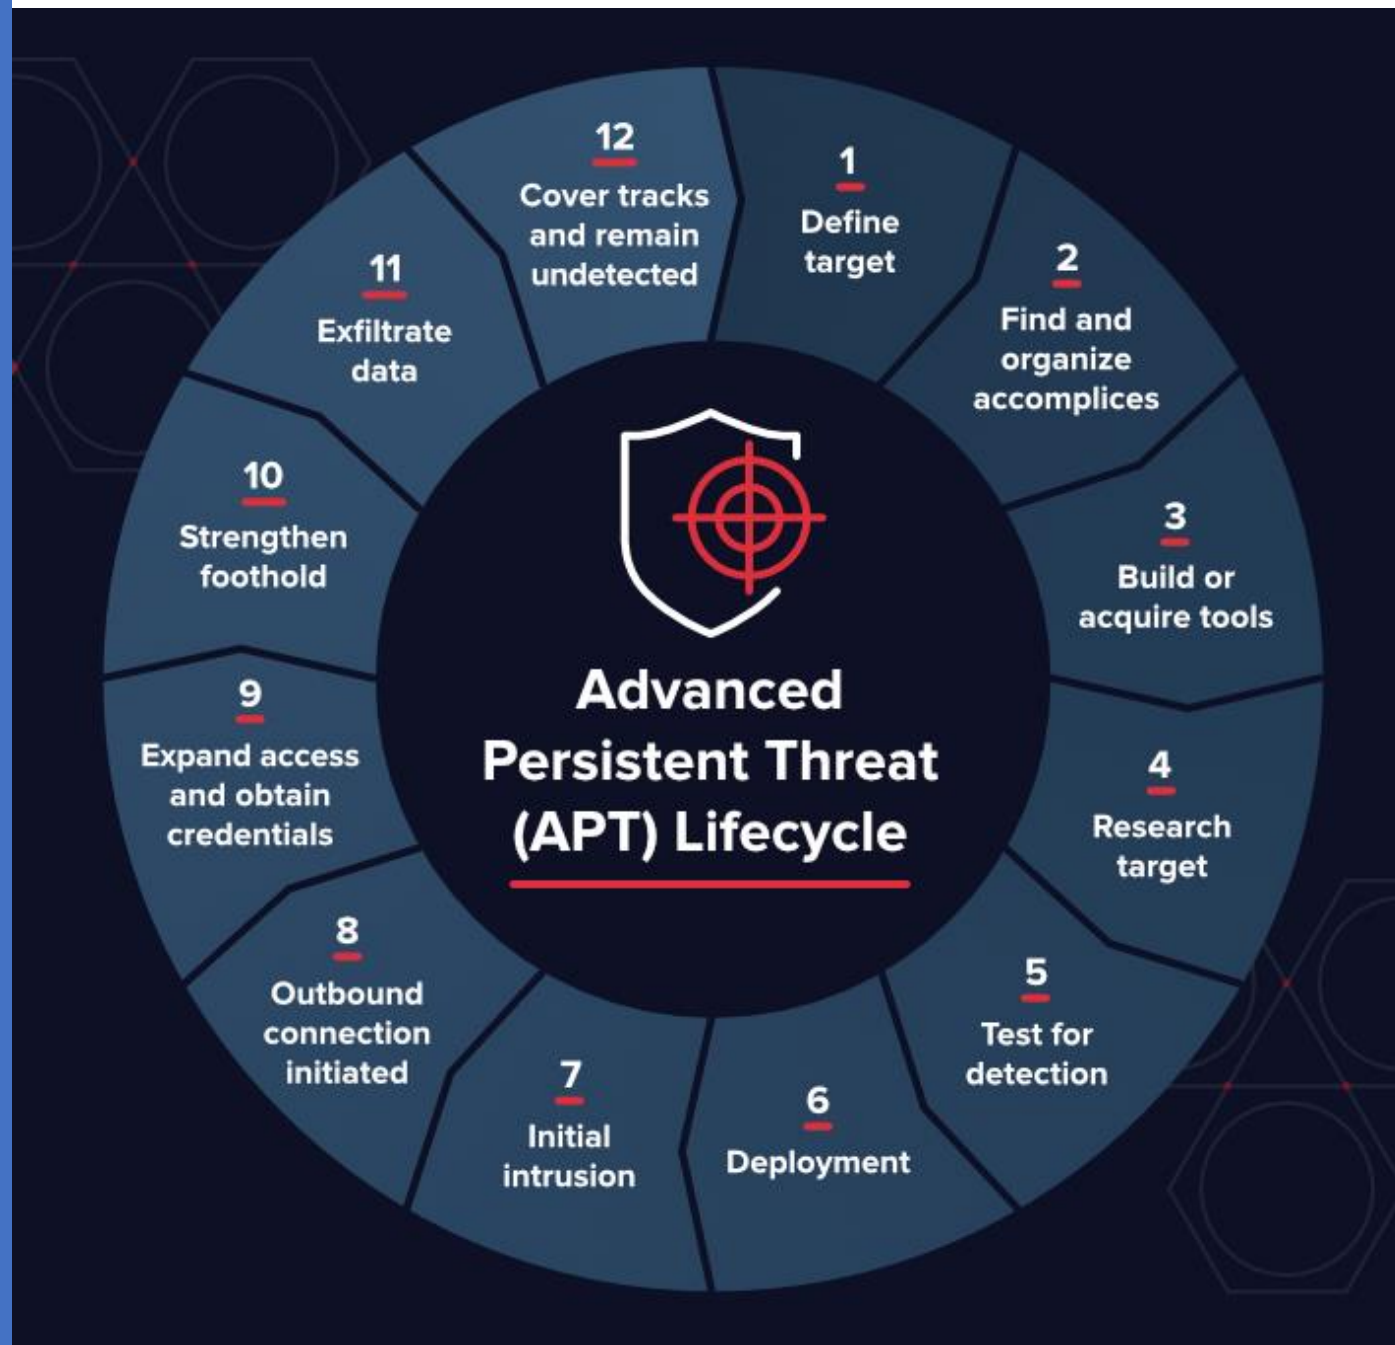 12
Cover tracks
and remain
undetected
1
Define
target
2
Find and
organize
accomplices
3
Build or
acquire tools
4
Research
target
5
Test for
detection
6
Deployment
7
Initial
intrusion
8
Outbound
connection
initiated
9
Expand access
and obtain
credentials
10
Strengthen
foothold
11
Exfiltrate
data
Advanced
Persistent Threat
(APT) Lifecycle